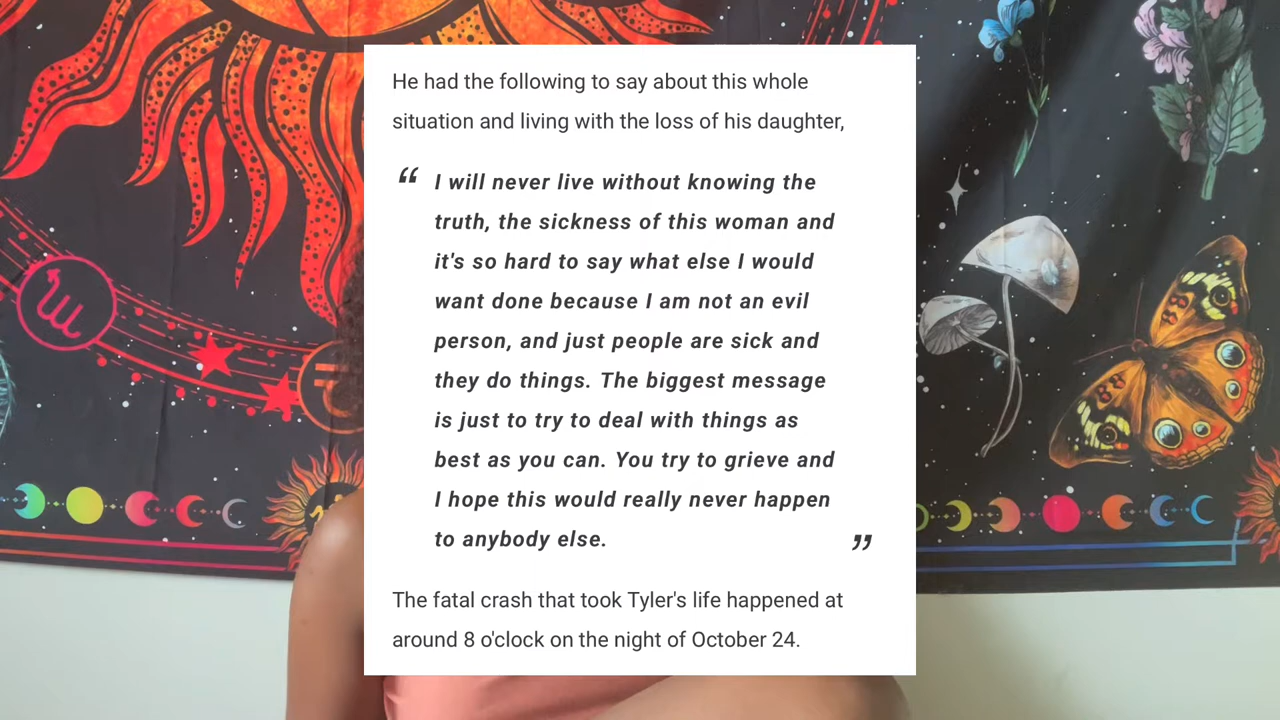 He had the following to say about this whole
situation and living with the loss of his daughter,
“ I will never live without knowing the
truth, the sickness of this woman and
it's so hard to say what else I would
want done because I am not an evil
person, and just people are sick and
they do things. The biggest message
is just to try to deal with things as
best as you can. You try to grieve and
I hope this would really never happen
to anybody else. ”
The fatal crash that took Tyler's life happened at
around 8 o'clock on the night of October 24.